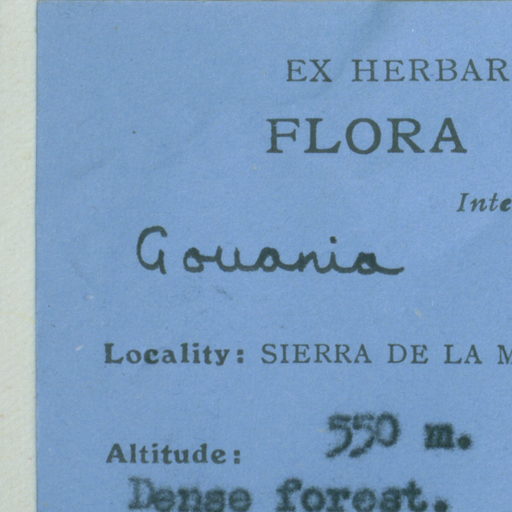 EX HERBAR
FLORA
Inte
Gouania
Locality: SIERRA DE LA M
Altitude: 550 m.
Dense forest.